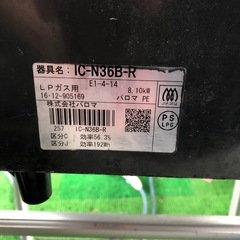 器具名: IC-N36B-R
E1-4-14
LPガス用 8.10kW
16・12-905169 パロマ PE
株式会社パロマ
257 IC-N36B-R
区分C 効率56.3%
区分J 効率192Wh
PS
LPG